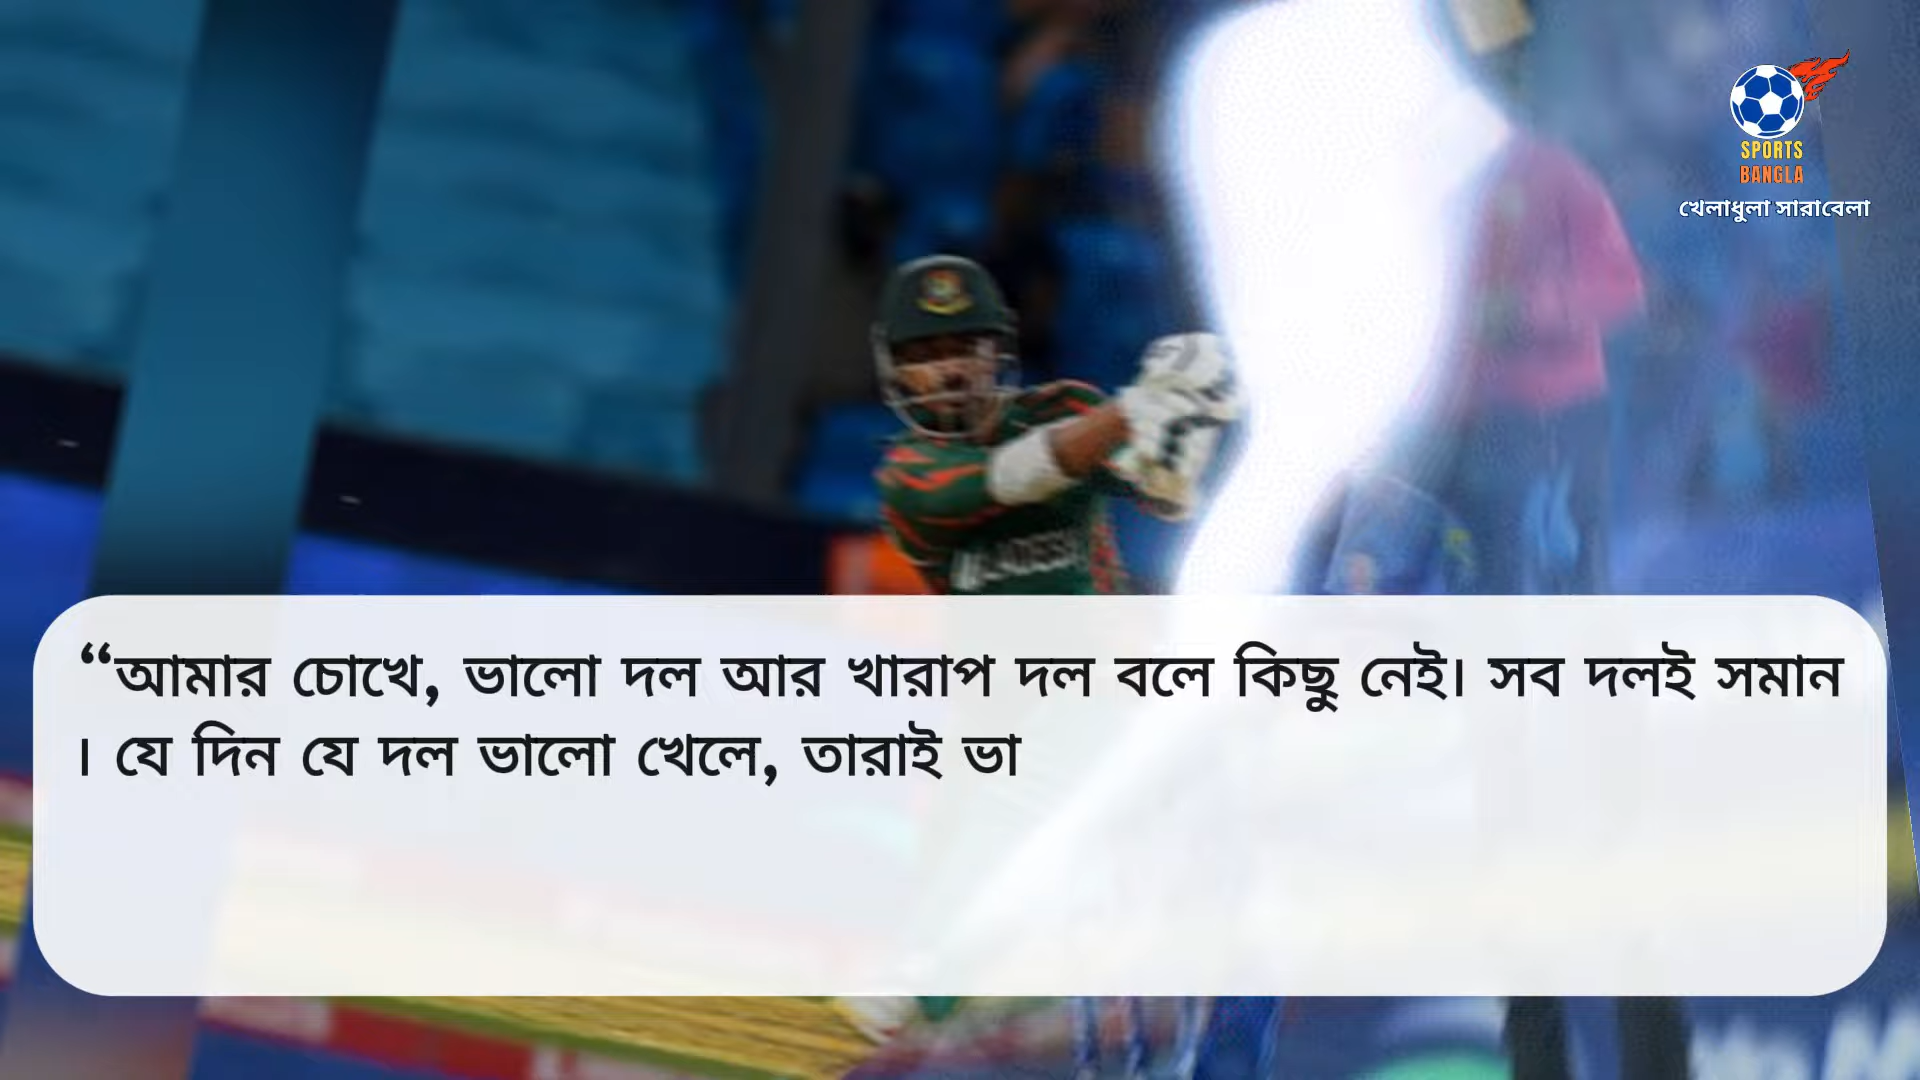 SPORTS
BANGLA
খেলাধুলা সারাবেলা
“আমার চোখে, ভালো দল আর খারাপ দল বলে কিছু নেই। সব দলই সমান
। যে দিন যে দল ভালো খেলে, তারাই ভা